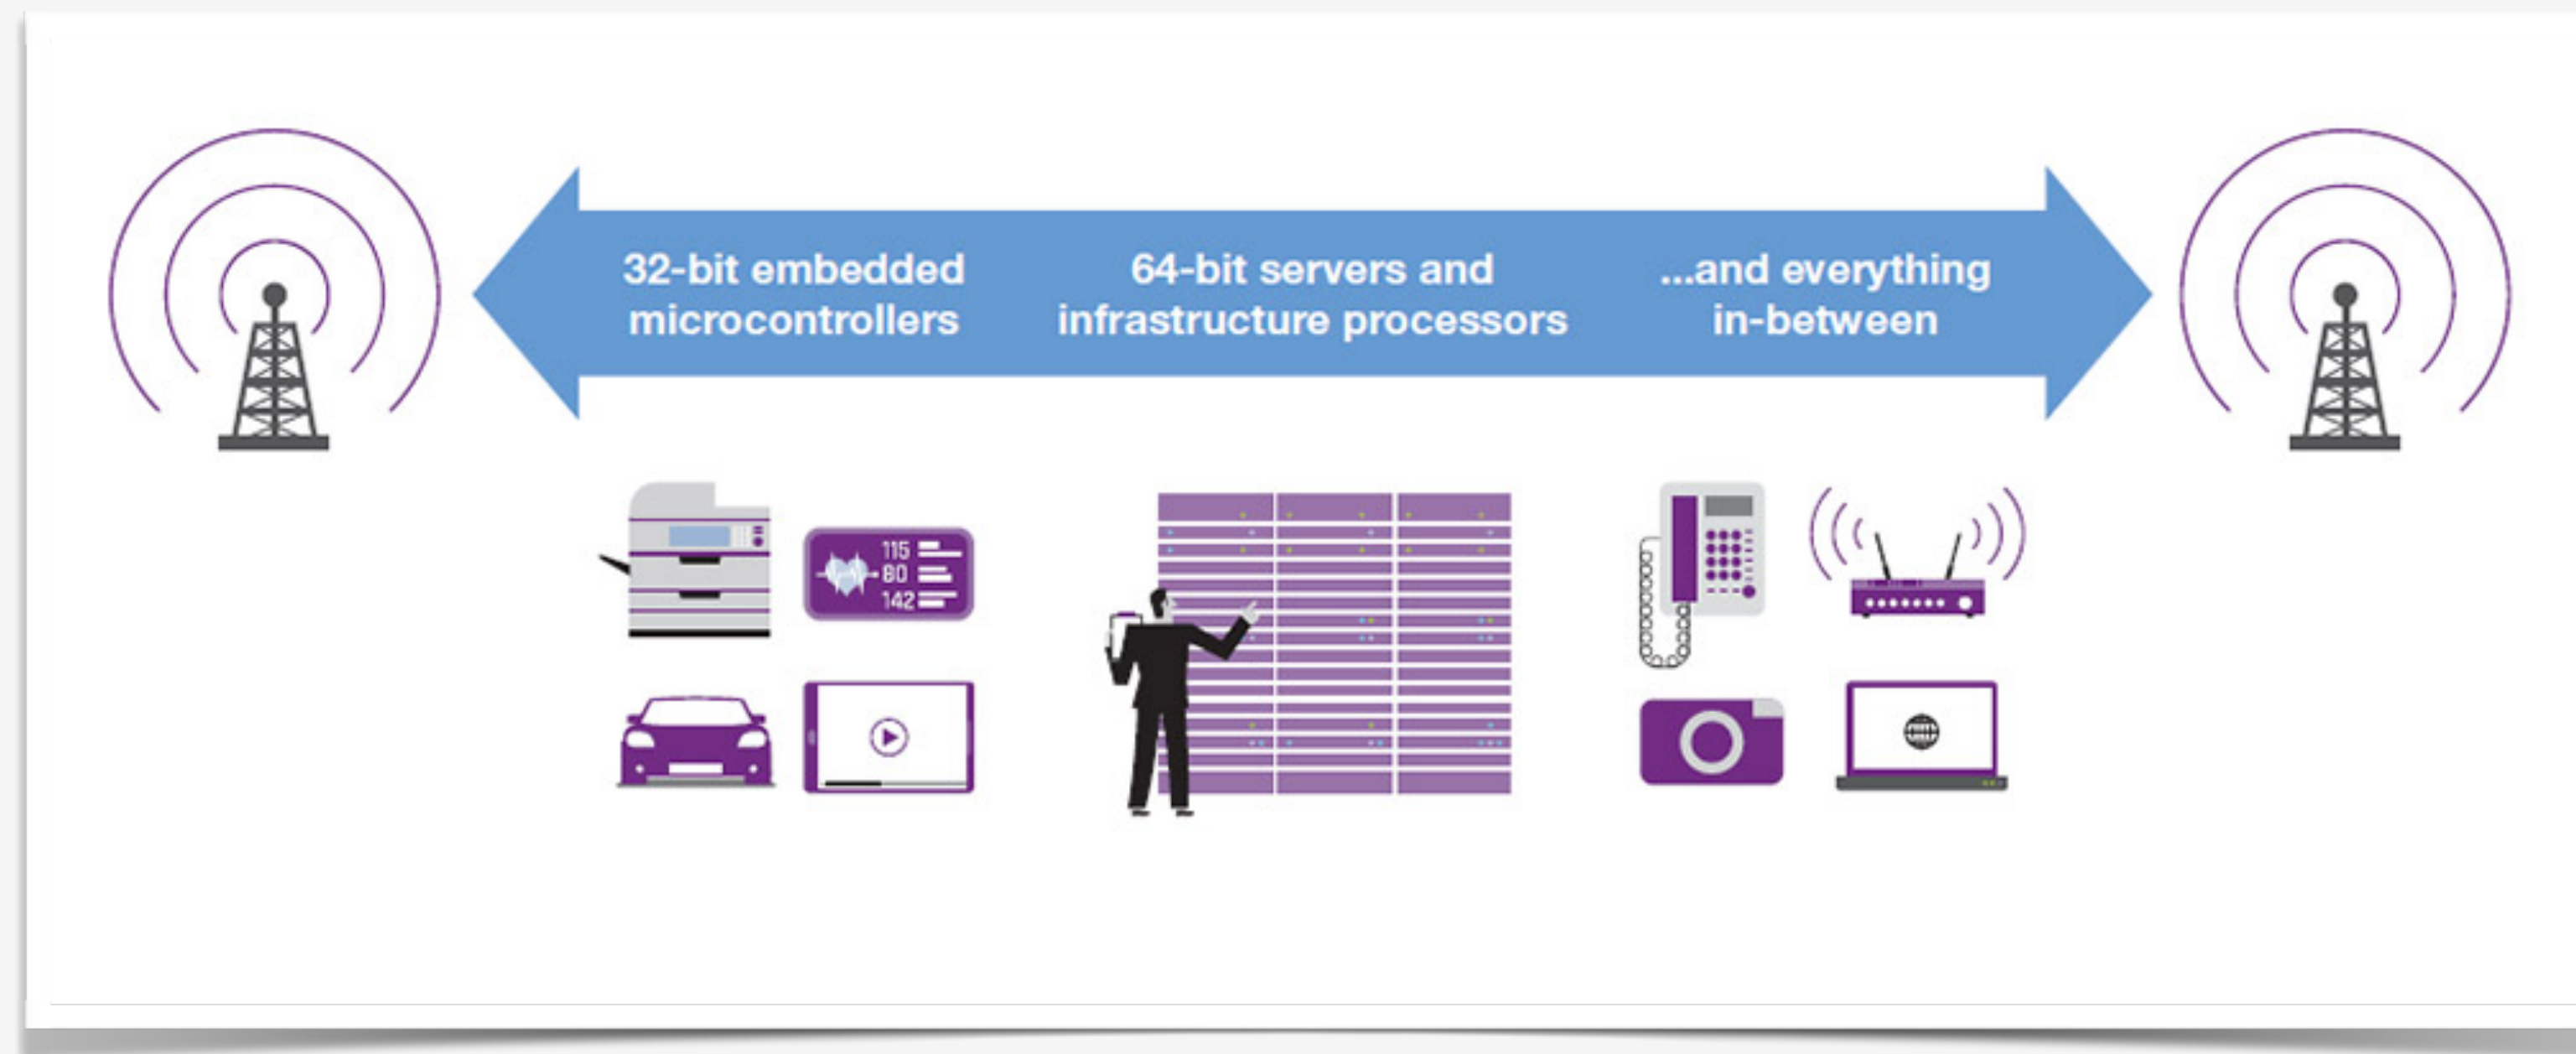 32-bit embedded
microcontrollers
64-bit servers and
infrastructure processors
...and everything
in-between
115
80
142